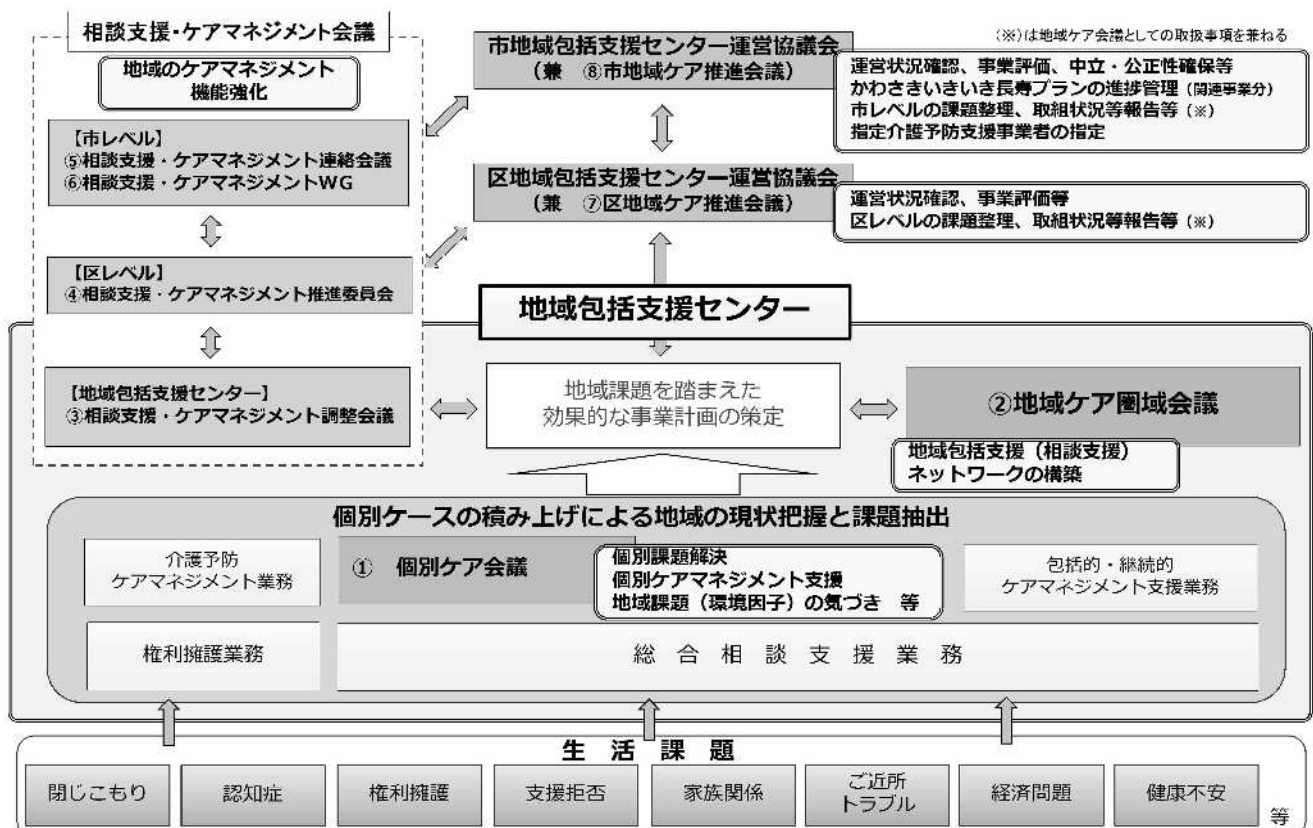 相談支援・ケアマネジメント会議
地域のケアマネジメント
機能強化
【市レベル】
⑤相談支援・ケアマネジメント連絡会議
⑥相談支援・ケアマネジメントWG
【区レベル】
④相談支援・ケアマネジメント推進委員会
【地域包括支援センター】
③相談支援・ケアマネジメント調整会議
市地域包括支援センター運営協議会
（兼　⑧市地域ケア推進会議）
（※）は地域ケア会議としての取扱事項を兼ねる
運営状況確認、事業評価、中立・公正性確保等
かわさきいきいき長寿プランの進捗管理（関連事業分）
市レベルの課題整理、取組状況等報告等（※）
指定介護予防支援事業者の指定
区地域包括支援センター運営協議会
（兼　⑦区地域ケア推進会議）
運営状況確認、事業評価等
区レベルの課題整理、取組状況等報告等（※）
地域包括支援センター
地域課題を踏まえた
効果的な事業計画の策定
②地域ケア圏域会議
地域包括支援（相談支援）
ネットワークの構築
個別ケースの積み上げによる地域の現状把握と課題抽出
介護予防
ケアマネジメント業務
①　個別ケア会議
個別課題解決
個別ケアマネジメント支援
地域課題（環境因子）の気づき　等
包括的・継続的
ケアマネジメント支援業務
権利擁護業務
総合相談支援業務
生活課題
閉じこもり
認知症
権利擁護
支援拒否
家族関係
ご近所
トラブル
経済問題
健康不安
等